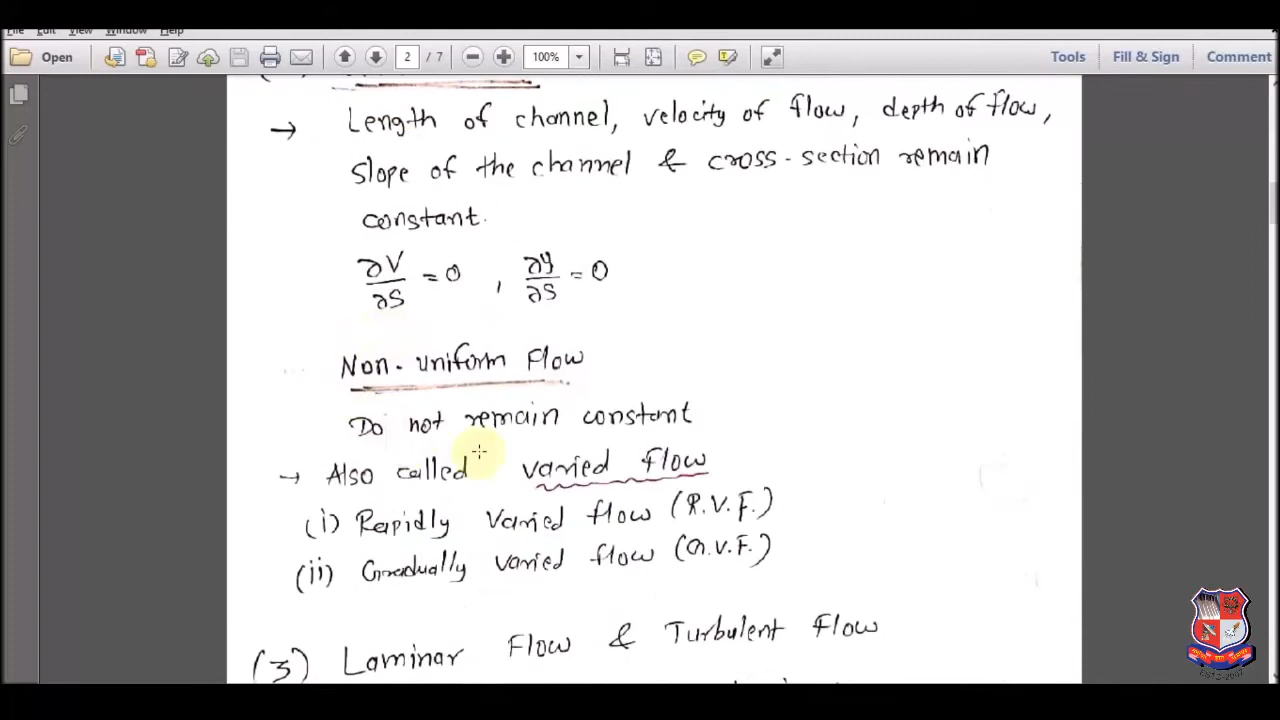 File Edit View Window Help
Open 2 / 7 100% Tools Fill & Sign Comment
→ Length of channel, velocity of flow, depth of flow,
slope of the channel & cross-section remain
constant.
∂V/∂S = 0 , ∂y/∂S = 0
Non-uniform Flow
Do not remain constant
→ Also called varied flow
(i) Rapidly varied flow (R.V.F.)
(ii) Gradually varied flow (G.V.F.)
(3) Laminar Flow & Turbulent flow
ESTD-2007